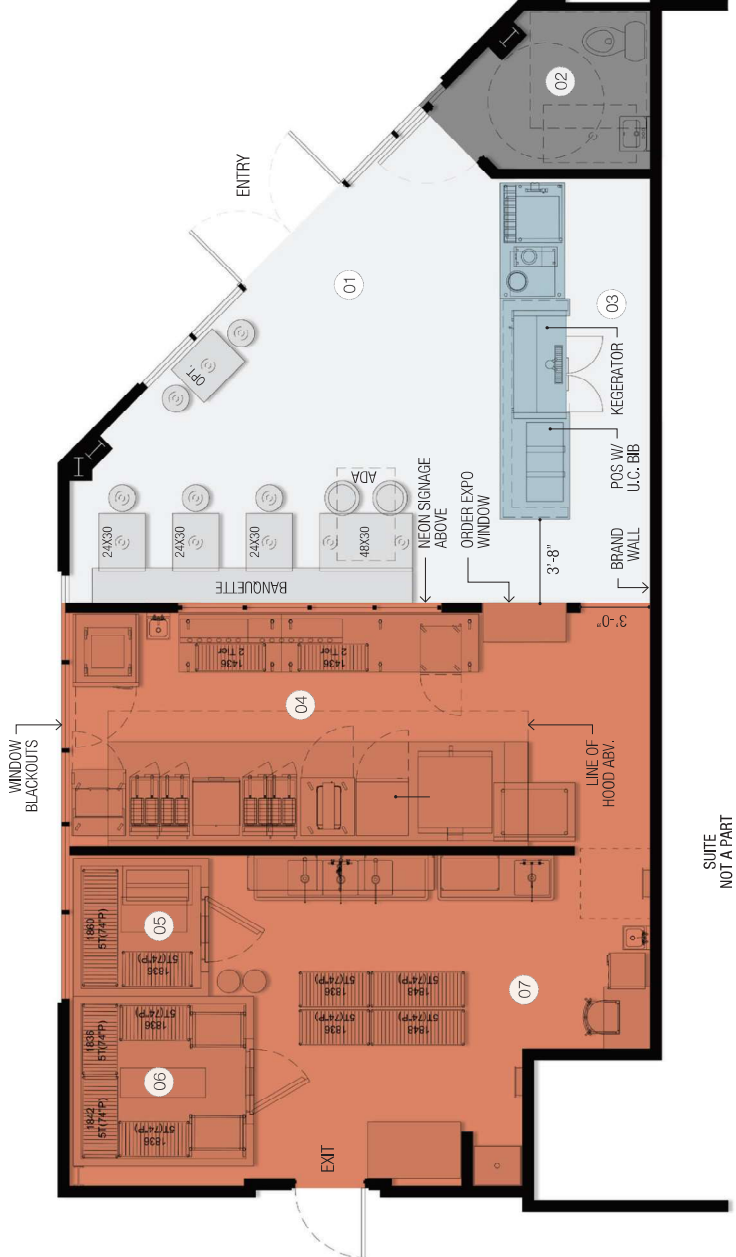 ENTRY
02
01
03
OPT.
KEGERATOR
POS W/
U.C. BIB
24X30
24X30
24X30
48X30
ADA
BANQUETTE
NEON SIGNAGE
ABOVE
ORDER EXPO
WINDOW
3'-8"
BRAND
WALL
3'-0"
WINDOW
BLACKOUTS
1436
2 Tier
1436
2 Tier
04
LINE OF
HOOD ABV.
SUITE
NOT A PART
1860
5T(74"P)
1836
5T(74"P)
05
1836
5T(74"P)
1842
5T(74"P)
1836
5T(74"P)
1836
5T(74"P)
06
1836
5T(74"P)
1848
5T(74"P)
1836
5T(74"P)
1848
5T(74"P)
07
EXIT